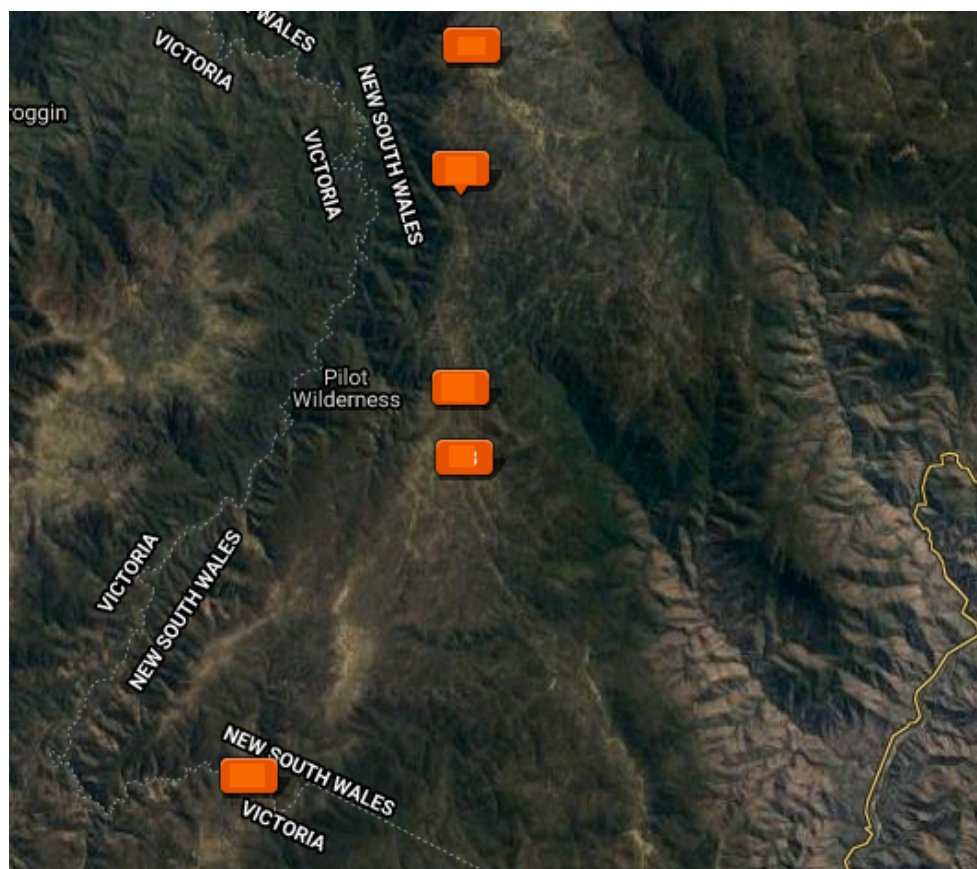 WALES
VICTORIA
NEW SOUTH WALES
roggin
VICTORIA
Pilot
Wilderness
VICTORIA
NEW SOUTH WALES
NEW SOUTH WALES
VICTORIA